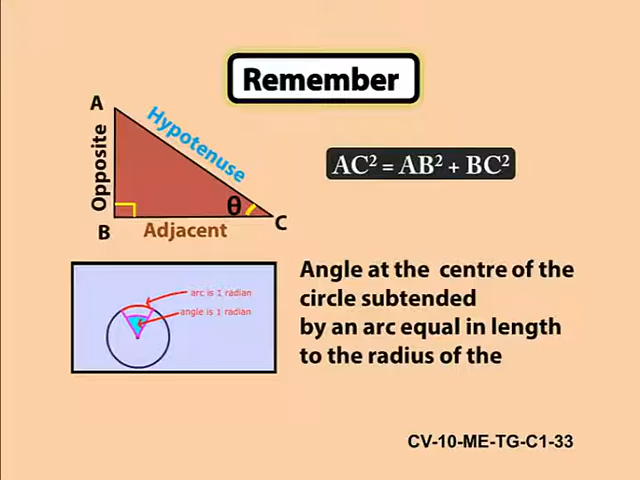 Remember
A
Hypotenuse
Opposite
θ
B
Adjacent
C
AC² = AB² + BC²
arc is 1 radian
angle is 1 radian
Angle at the centre of the
circle subtended
by an arc equal in length
to the radius of the
CV-10-ME-TG-C1-33